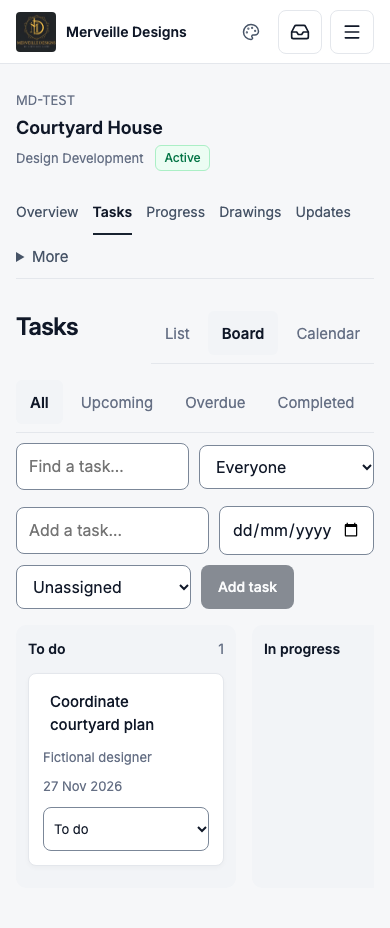 Merveille Designs
MD-TEST
Courtyard House
Design Development Active
Overview Tasks Progress Drawings Updates
More
Tasks List Board Calendar
All Upcoming Overdue Completed
Find a task... Everyone
Add a task... dd/mm/yyyy
Unassigned Add task
To do 1 In progress
Coordinate
courtyard plan
Fictional designer
27 Nov 2026
To do